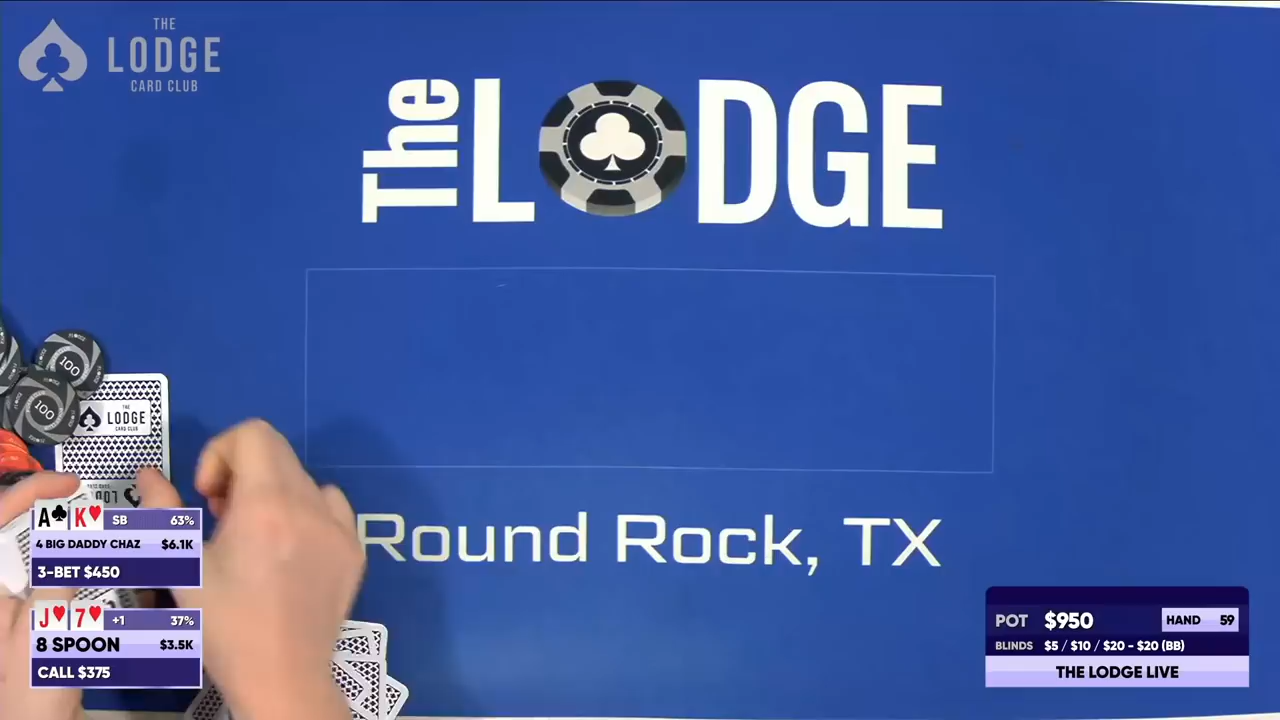 THE
LODGE
CARD CLUB
The LODGE
100
100
THE
LODGE
CARD CLUB
Round Rock, TX
A♣ K♥ SB 63%
4 BIG DADDY CHAZ $6.1K
3-BET $450
J♥ 7♥ +1 37%
8 SPOON $3.5K
CALL $375
POT $950 HAND 59
BLINDS $5 / $10 / $20 - $20 (BB)
THE LODGE LIVE